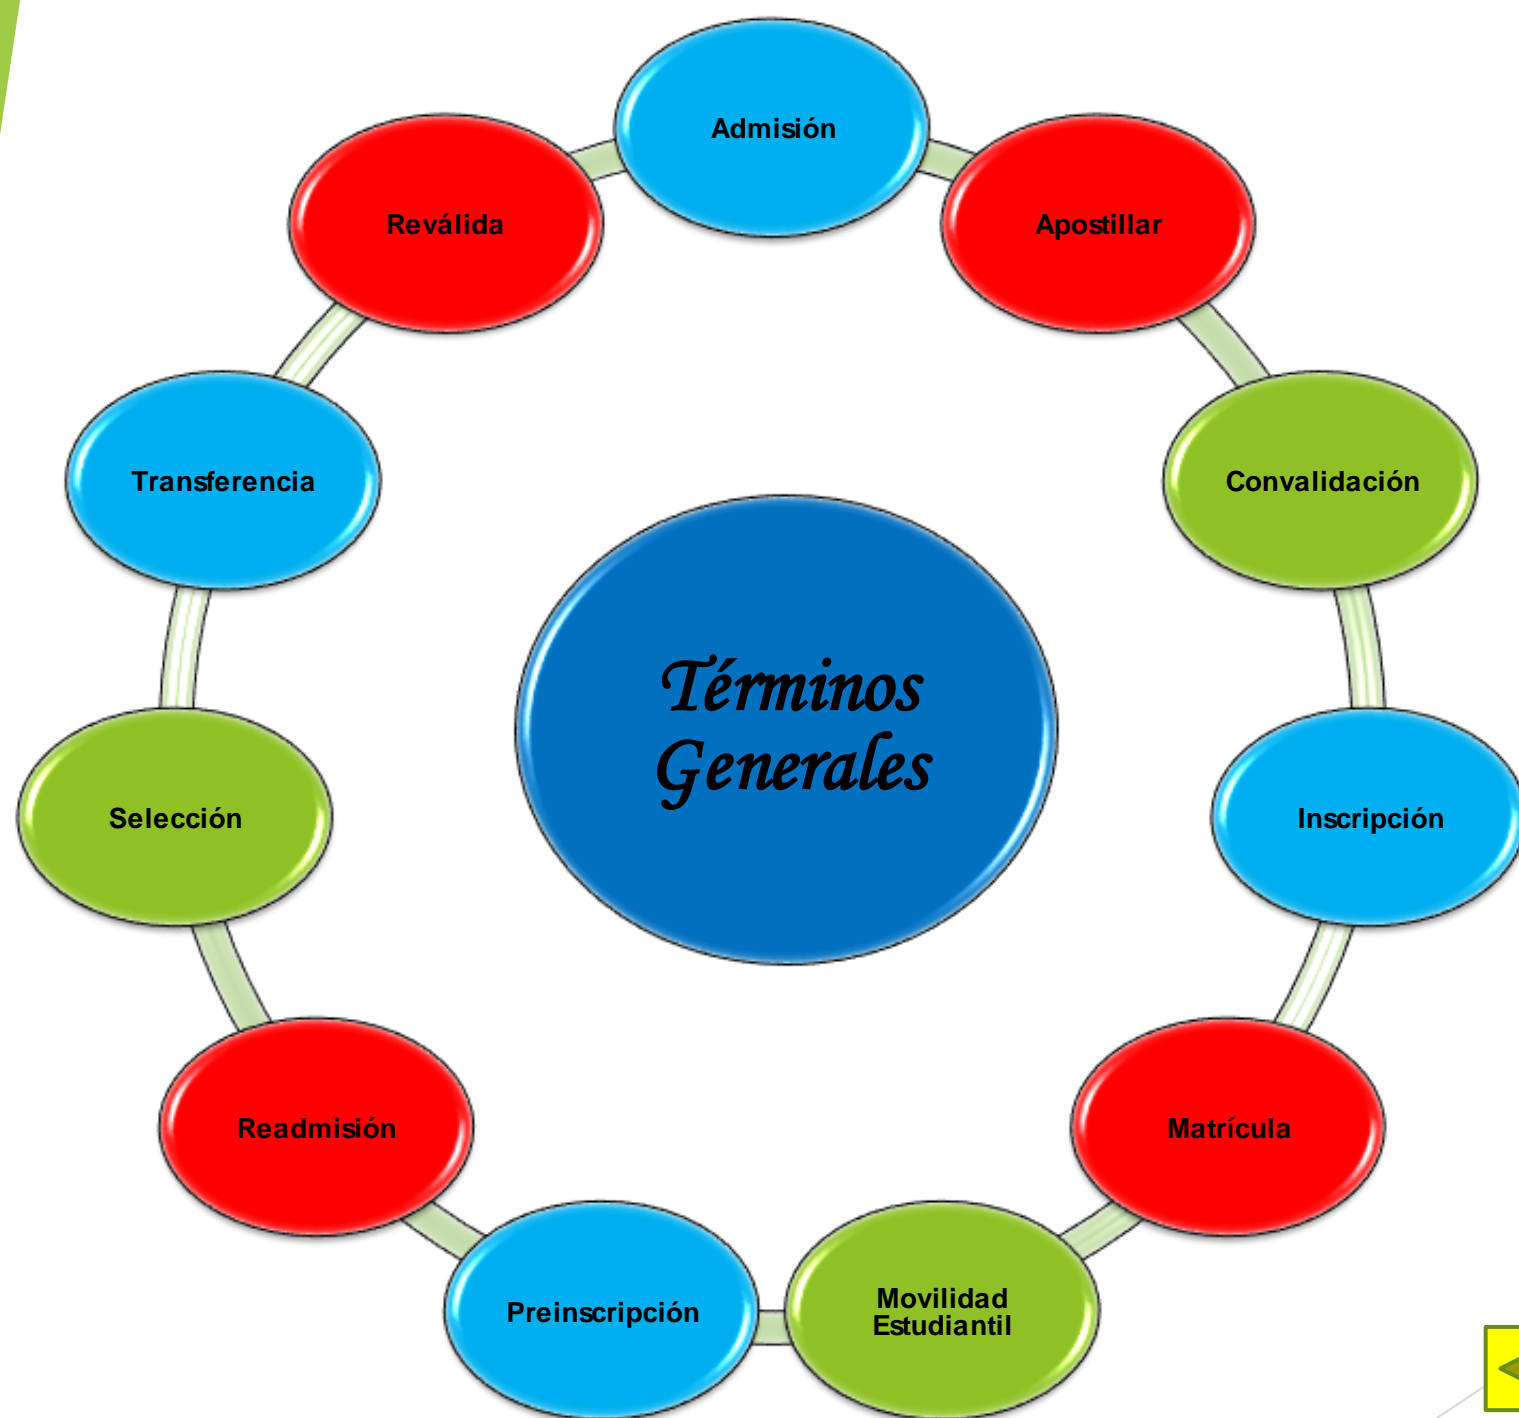 Admisión
Apostillar
Convalidación
Inscripción
Matrícula
Movilidad
Estudiantil
Preinscripción
Readmisión
Selección
Transferencia
Reválida
Términos
Generales